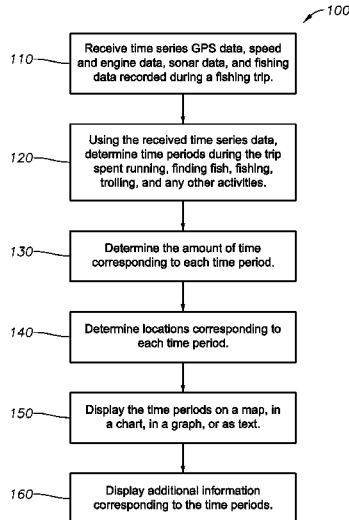 100
110
Receive time series GPS data, speed
and engine data, sonar data, and fishing
data recorded during a fishing trip.
120
Using the received time series data,
determine time periods during the trip
spent running, finding fish, fishing,
trolling, and any other activities.
130
Determine the amount of time
corresponding to each time period.
140
Determine locations corresponding to
each time period.
150
Display the time periods on a map, in
a chart, in a graph, or as text.
160
Display additional information
corresponding to the time periods.